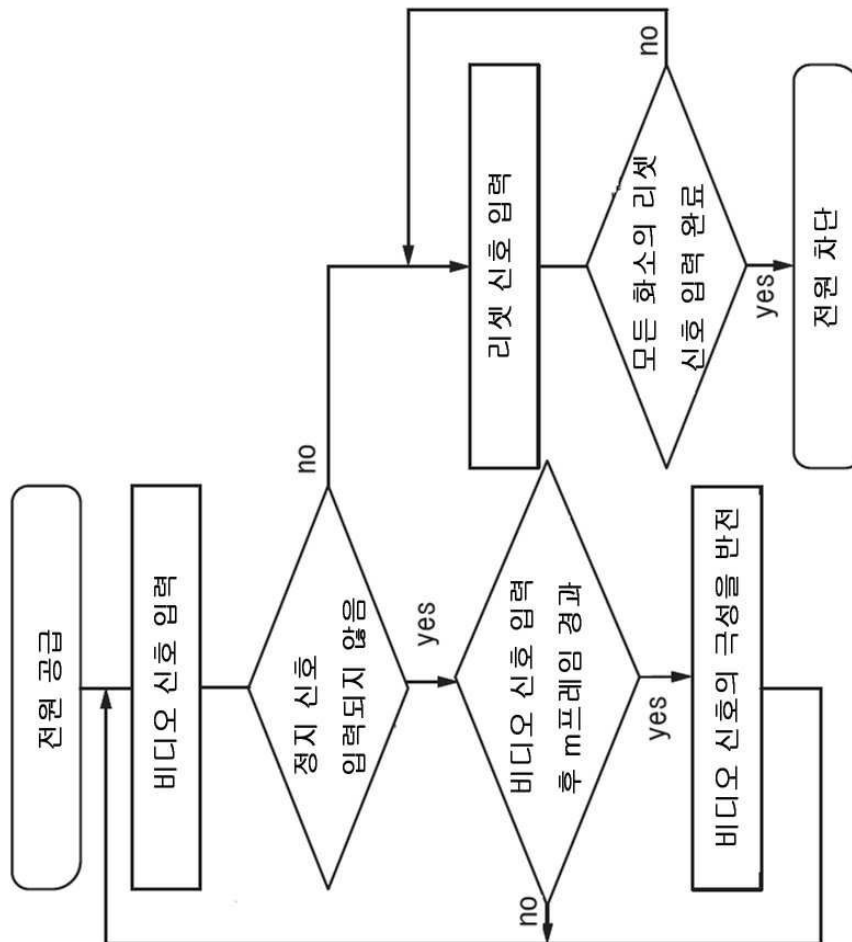 전원 공급
비디오 신호 입력
정지 신호
입력되지 않음
no
yes
비디오 신호 입력
후 m프레임 경과
no
yes
비디오 신호의 극성을 반전
리셋 신호 입력
모든 화소의 리셋
신호 입력 완료
no
yes
전원 차단